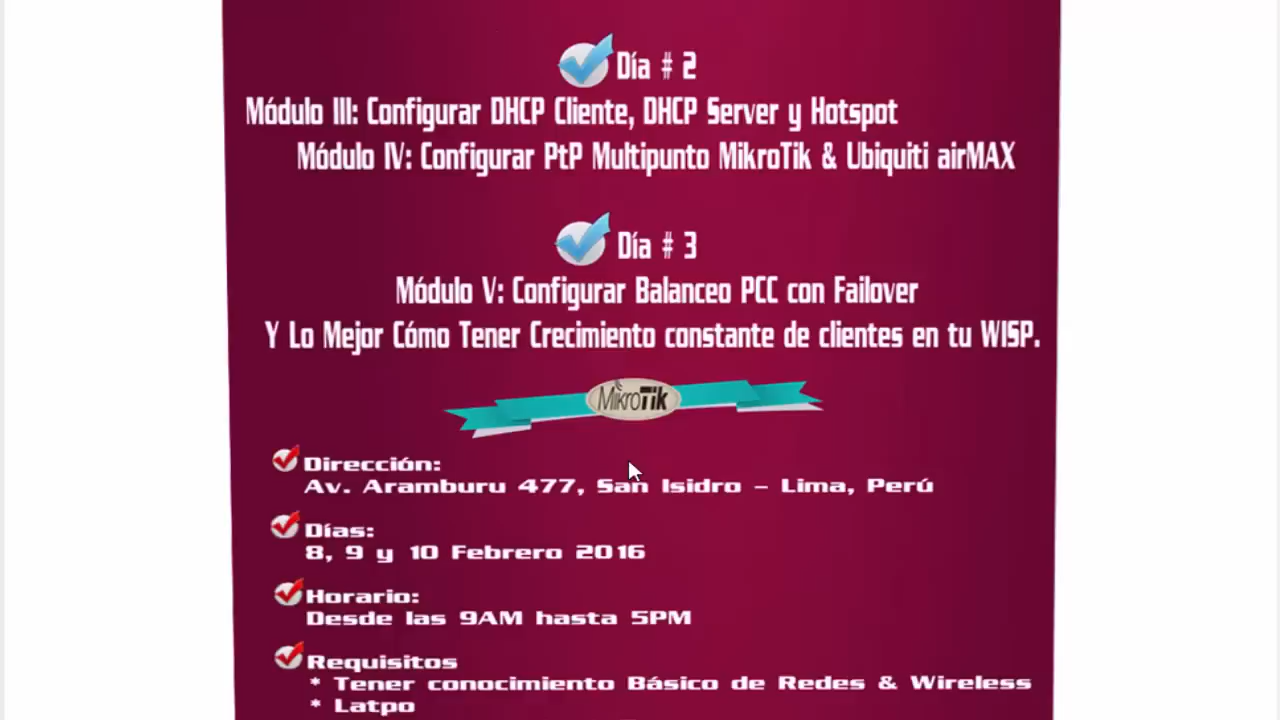 Día # 2
Módulo III: Configurar DHCP Cliente, DHCP Server y Hotspot
Módulo IV: Configurar PtP Multipunto MikroTik & Ubiquiti airMAX
Día # 3
Módulo V: Configurar Balanceo PCC con Failover
Y Lo Mejor Cómo Tener Crecimiento constante de clientes en tu WISP.
MikroTik
Dirección:
Av. Aramburu 477, San Isidro - Lima, Perú
Días:
8, 9 y 10 Febrero 2016
Horario:
Desde las 9AM hasta 5PM
Requisitos
* Tener conocimiento Básico de Redes & Wireless
* Latpo